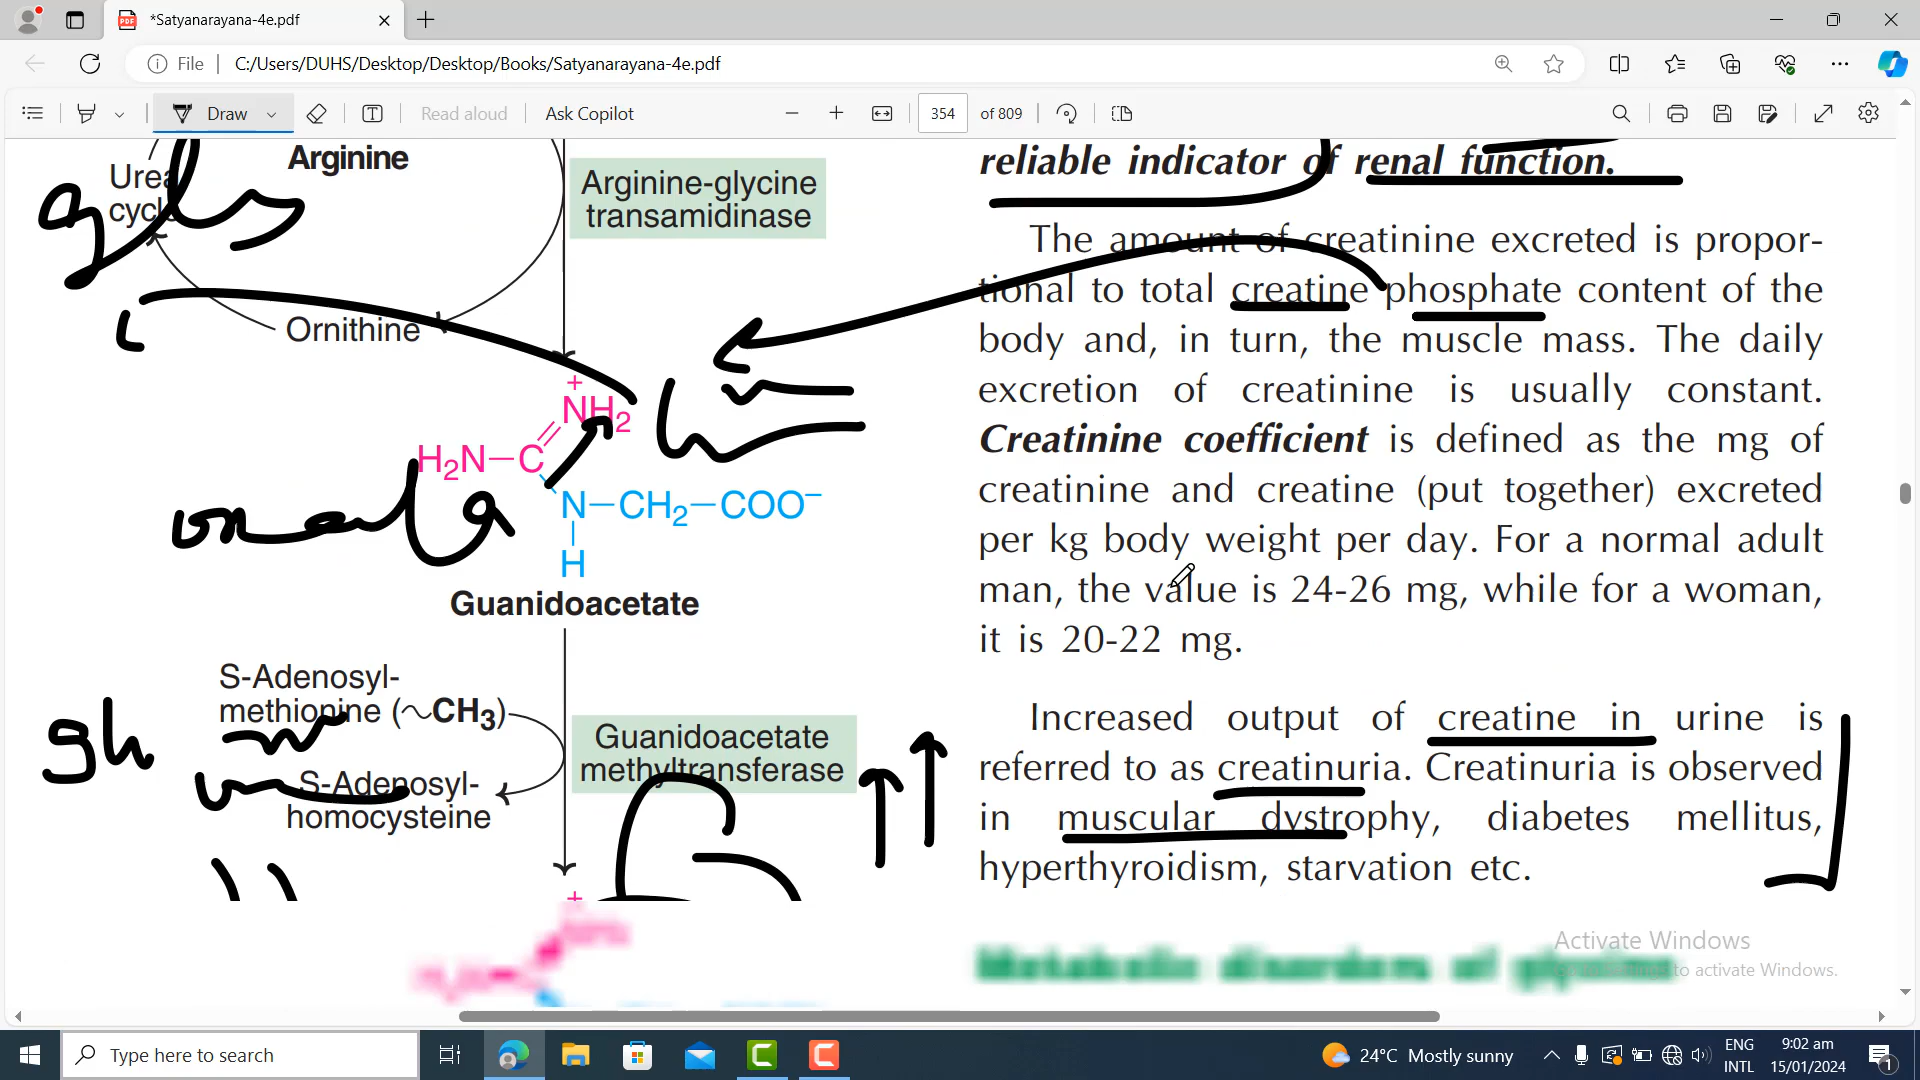 *Satyanarayana-4e.pdf
File
C:/Users/DUHS/Desktop/Desktop/Books/Satyanarayana-4e.pdf
Draw
Read aloud
Ask Copilot
354 of 809
Urea
cycle
Arginine
Arginine-glycine
transamidinase
Ornithine
+
NH2
H2N–C
N–CH2–COO–
H
Guanidoacetate
S-Adenosyl-
methionine (~CH3)
Guanidoacetate
methyltransferase
S-Adenosyl-
homocysteine
+
reliable indicator of renal function.
The amount of creatinine excreted is propor-
tional to total creatine phosphate content of the
body and, in turn, the muscle mass. The daily
excretion of creatinine is usually constant.
Creatinine coefficient is defined as the mg of
creatinine and creatine (put together) excreted
per kg body weight per day. For a normal adult
man, the value is 24-26 mg, while for a woman,
it is 20-22 mg.
Increased output of creatine in urine is
referred to as creatinuria. Creatinuria is observed
in muscular dystrophy, diabetes mellitus,
hyperthyroidism, starvation etc.
Metabolic disorders of glycine
Activate Windows
to activate Windows.
Type here to search
24°C Mostly sunny
ENG
INTL
9:02 am
15/01/2024
1